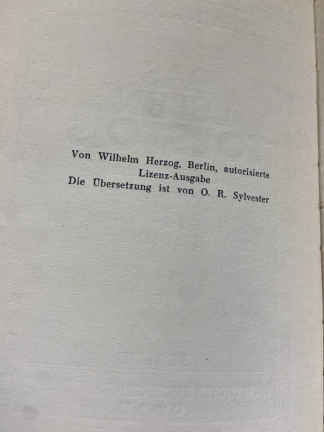 Von Wilhelm Herzog, Berlin, autorisierte
Lizenz-Ausgabe
Die Übersetzung ist von O. R. Sylvester